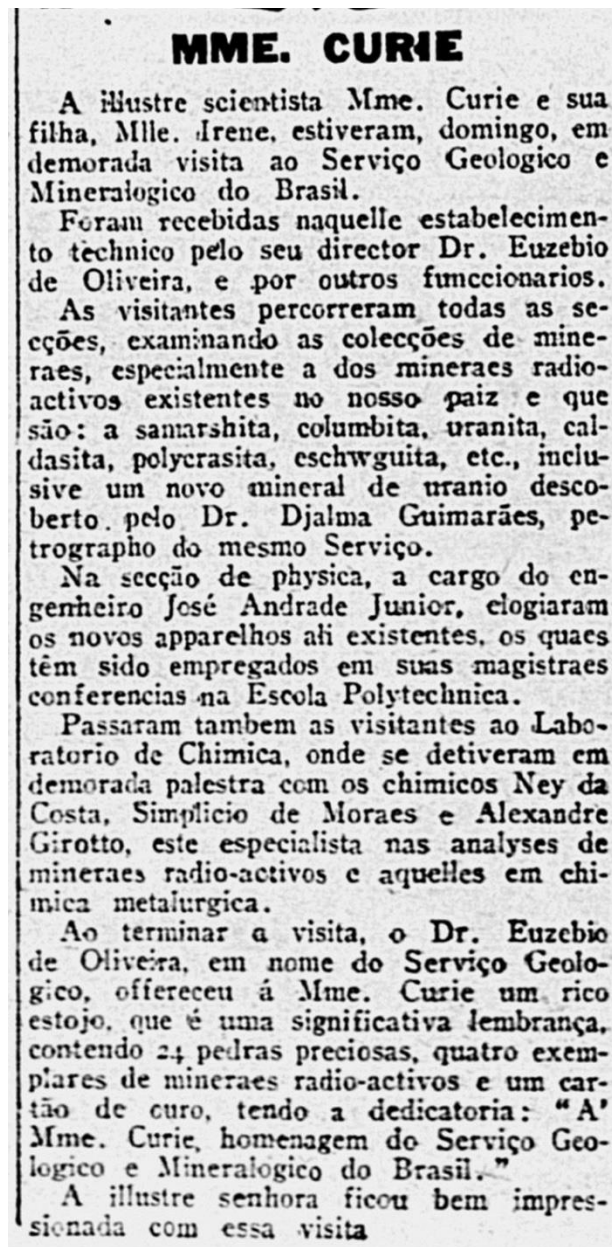 MME. CURIE
A illustre scientista Mme. Curie e sua
filha, Mlle. Irene, estiveram, domingo, em
demorada visita ao Serviço Geologico e
Mineralogico do Brasil.
Foram recebidas naquelle estabelecimen-
to technico pelo seu director Dr. Euzebio
de Oliveira, e por outros funccionarios.
As visitantes percorreram todas as se-
cções, examinando as colecções de mine-
raes, especialmente a dos mineraes radio-
activos existentes no nosso paiz e que
são: a samarshita, columbita, uranita, cal-
dasita, polycrasita, eschwguita, etc., inclu-
sive um novo mineral de uranio desco-
berto pelo Dr. Djalma Guimarães, pe-
trographo do mesmo Serviço.
Na secção de physica, a cargo do en-
genheiro José Andrade Junior, elogiaram
os novos apparelhos ali existentes, os quaes
têm sido empregados em suas magistraes
conferencias na Escola Polytechnica.
Passaram tambem as visitantes ao Labo-
ratorio de Chimica, onde se detiveram em
demorada palestra com os chimicos Ney da
Costa, Simplicio de Moraes e Alexandre
Girotto, este especialista nas analyses de
mineraes radio-activos e aquelles em chi-
mica metalurgica.
Ao terminar a visita, o Dr. Euzebio
de Oliveira, em nome do Serviço Geolo-
gico, offereceu á Mme. Curie um rico
estojo, que é uma significativa lembrança,
contendo 24 pedras preciosas, quatro exem-
plares de mineraes radio-activos e um car-
tão de ouro, tendo a dedicatoria: "A'
Mme. Curie, homenagem do Serviço Geo-
logico e Mineralogico do Brasil."
A illustre senhora ficou bem impres-
sionada com essa visita